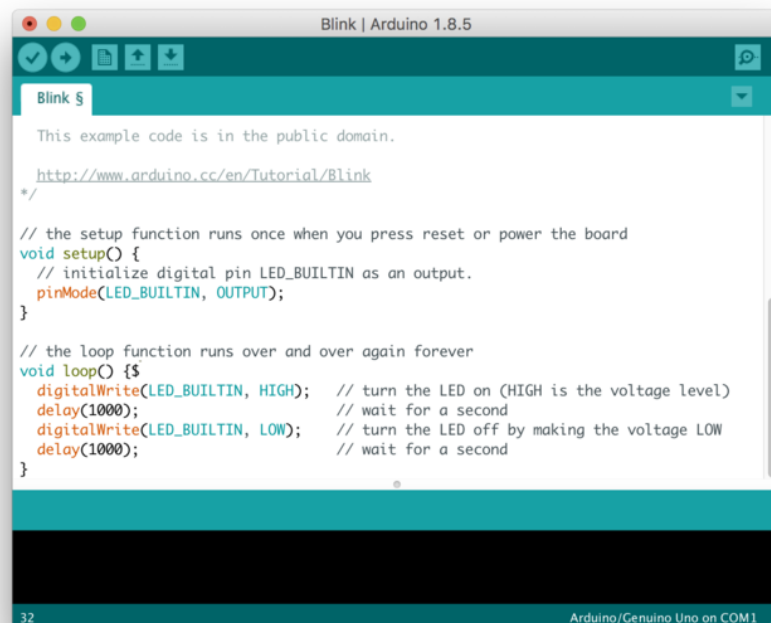 Blink | Arduino 1.8.5
Blink §
This example code is in the public domain.
http://www.arduino.cc/en/Tutorial/Blink
*/
// the setup function runs once when you press reset or power the board
void setup() {
// initialize digital pin LED_BUILTIN as an output.
pinMode(LED_BUILTIN, OUTPUT);
}
// the loop function runs over and over again forever
void loop() {$
digitalWrite(LED_BUILTIN, HIGH);   // turn the LED on (HIGH is the voltage level)
delay(1000);                       // wait for a second
digitalWrite(LED_BUILTIN, LOW);    // turn the LED off by making the voltage LOW
delay(1000);                       // wait for a second
}
32 Arduino/Genuino Uno on COM1